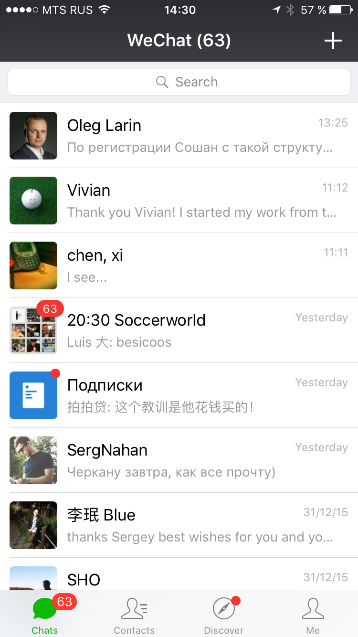 MTS RUS 14:30 57 %
WeChat (63)
Search
Oleg Larin 13:25
По регистрации Сошан с такой структу...
Vivian 11:12
Thank you Vivian! I started my work from t...
chen, xi 11:11
I see...
63
20:30 Soccerworld Yesterday
Luis 大: besicoos
Подписки Yesterday
拍拍贷: 这个教训是他花钱买的!
SergNahan Yesterday
Черкану завтра, как все прочту)
李珉 Blue 31/12/15
thanks Sergey best wishes for you and yo...
SHO 31/12/15
63
Chats Contacts Discover Me